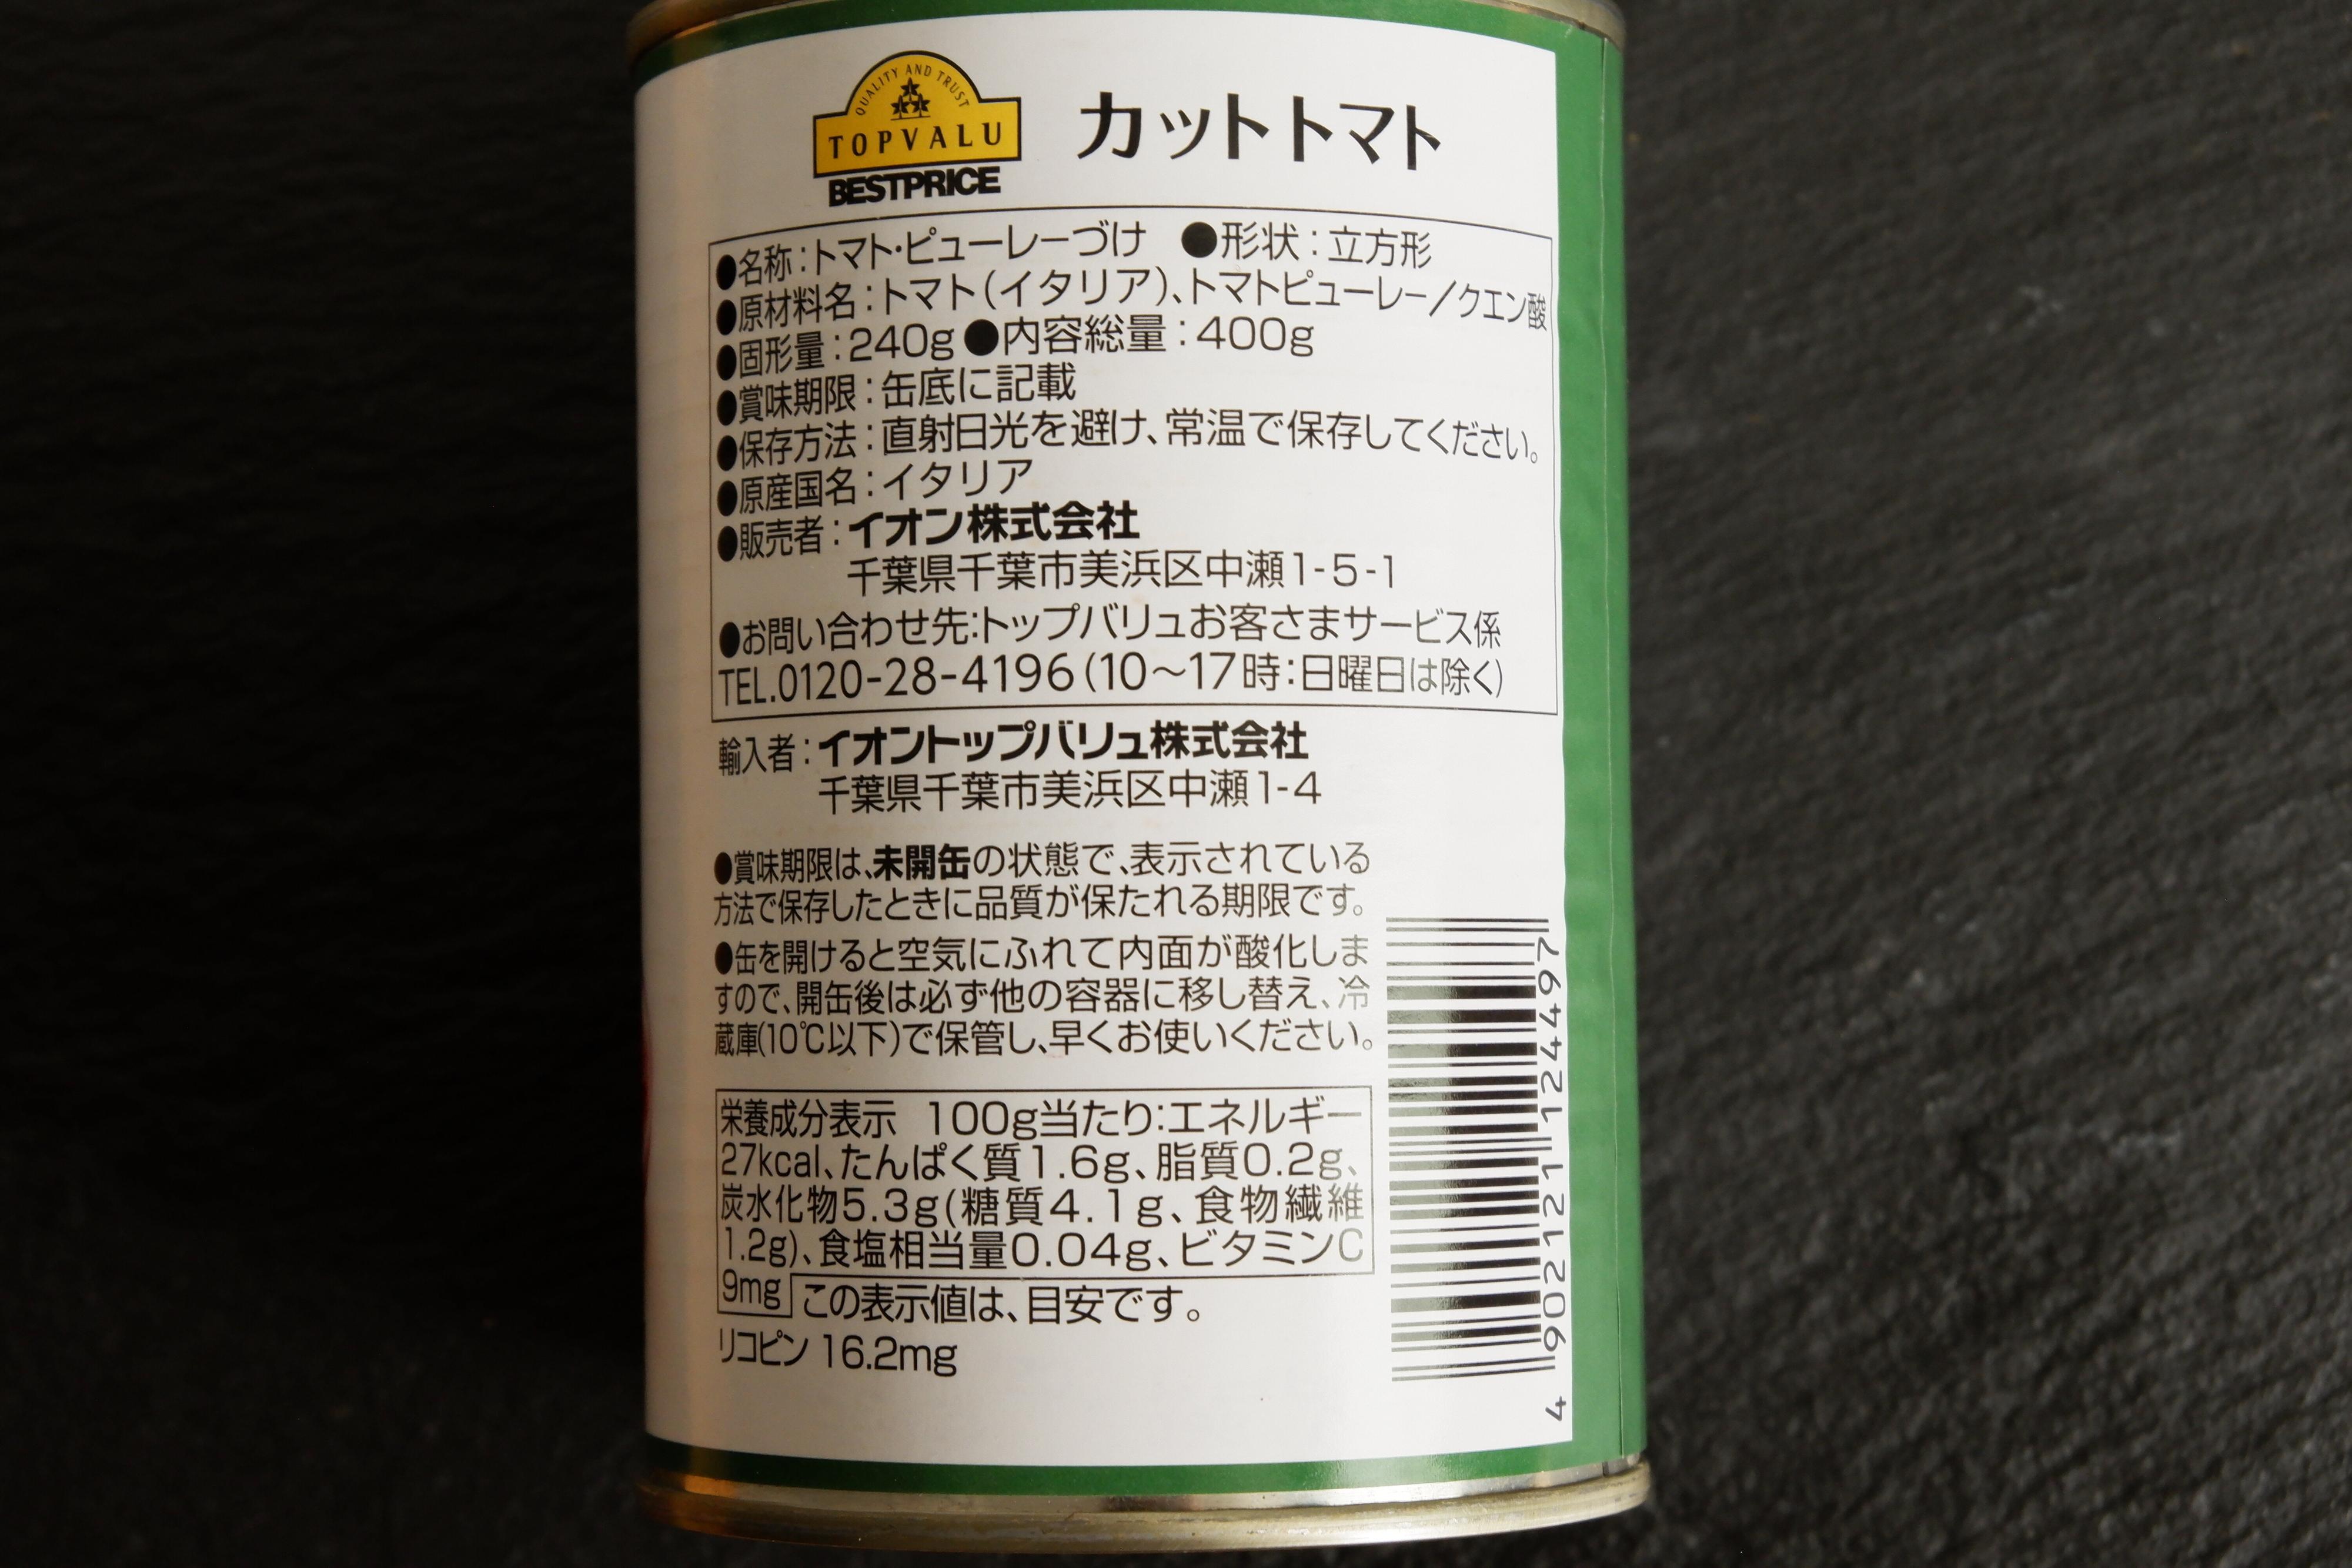 QUALITY AND TRUST
TOPVALU
BESTPRICE
カットトマト
●名称:トマト・ピューレーづけ ●形状:立方形
●原材料名:トマト(イタリア)、トマトピューレー/クエン酸
●固形量:240g ●内容総量:400g
●賞味期限:缶底に記載
●保存方法:直射日光を避け、常温で保存してください。
●原産国名:イタリア
●販売者:イオン株式会社
千葉県千葉市美浜区中瀬1-5-1
●お問い合わせ先:トップバリュお客さまサービス係
TEL.0120-28-4196(10〜17時:日曜日は除く)
輸入者:イオントップバリュ株式会社
千葉県千葉市美浜区中瀬1-4
●賞味期限は、未開缶の状態で、表示されている
方法で保存したときに品質が保たれる期限です。
●缶を開けると空気にふれて内面が酸化しま
すので、開缶後は必ず他の容器に移し替え、冷
蔵庫(10℃以下)で保管し、早くお使いください。
栄養成分表示 100g当たり:エネルギー
27kcal、たんぱく質1.6g、脂質0.2g、
炭水化物5.3g(糖質4.1g、食物繊維
1.2g)、食塩相当量0.04g、ビタミンC
9mg この表示値は、目安です。
リコピン 16.2mg
4 902121 124497